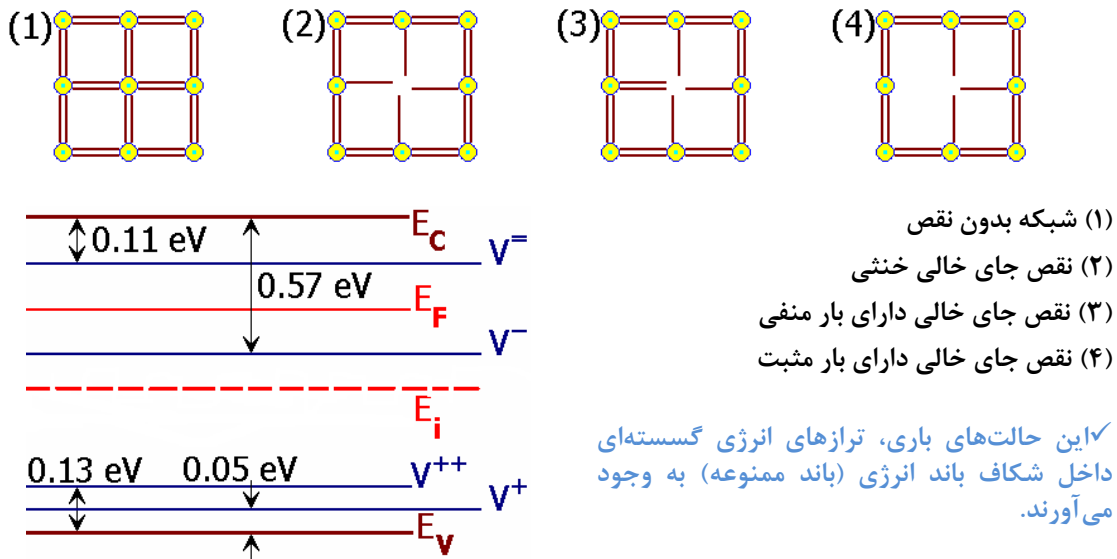 (1) (2) (3) (4)
E_C
0.11 eV
V⁼
0.57 eV
E_F
V⁻
E_i
0.13 eV 0.05 eV
V⁺⁺
V⁺
E_V
(۱) شبکه بدون نقص
(۲) نقص جای خالی خنثی
(۳) نقص جای خالی دارای بار منفی
(۴) نقص جای خالی دارای بار مثبت
✓این حالت‌های باری، ترازهای انرژی گسسته‌ای
داخل شکاف باند انرژی (باند ممنوعه) به وجود
می‌آورند.